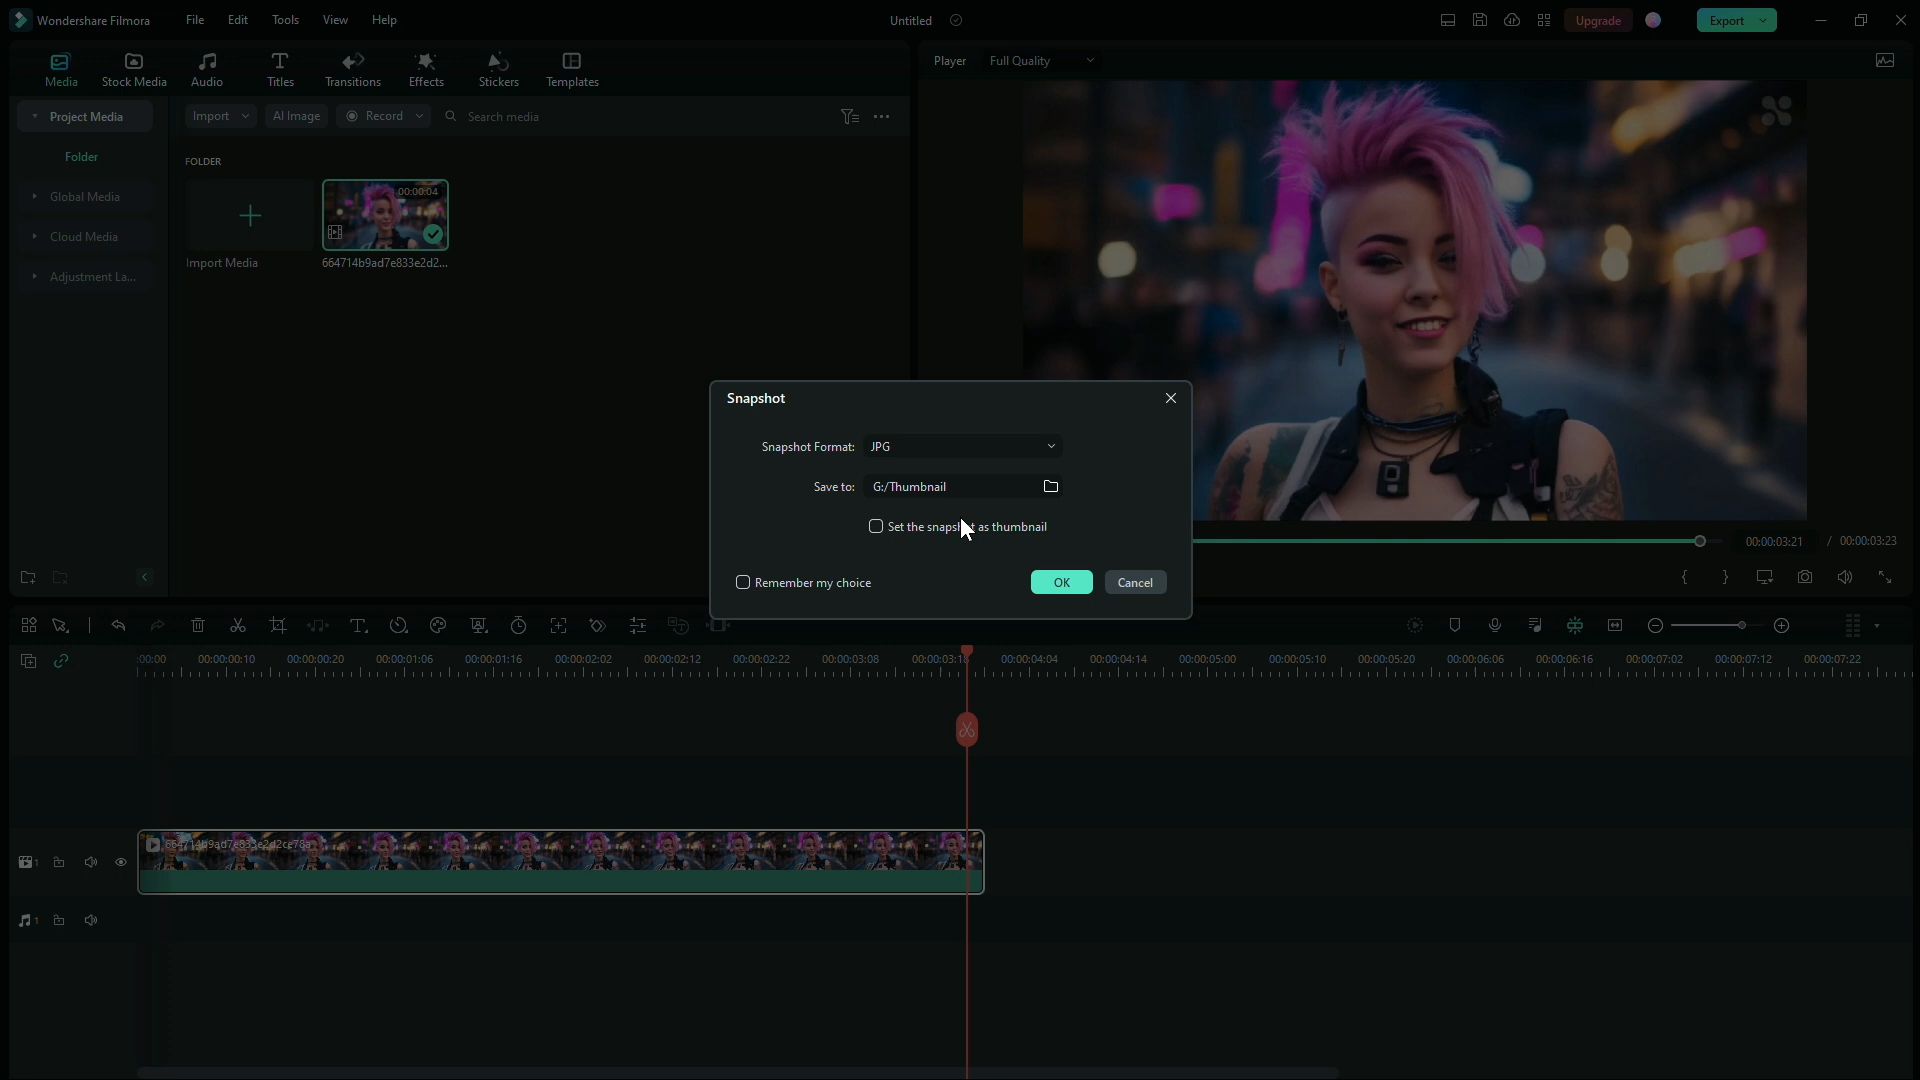 Wondershare Filmora
File
Edit
Tools
View
Help
Untitled
Upgrade
Export
Media
Stock Media
Audio
Titles
Transitions
Effects
Stickers
Templates
Player
Full Quality
Project Media
Import
AI Image
Record
Search media
Folder
FOLDER
Global Media
Cloud Media
Adjustment La...
00:00:04
Import Media
664714b9ad7e833e2d2...
Snapshot
Snapshot Format:
JPG
Save to:
G:/Thumbnail
Set the snapshot as thumbnail
Remember my choice
OK
Cancel
00:00:03:21
/ 00:00:03:23
:00:00
00:00:00:10
00:00:00:20
00:00:01:06
00:00:01:16
00:00:02:02
00:00:02:12
00:00:02:22
00:00:03:08
00:00:03:18
00:00:04:04
00:00:04:14
00:00:05:00
00:00:05:10
00:00:05:20
00:00:06:06
00:00:06:16
00:00:07:02
00:00:07:12
00:00:07:22
664714b9ad7e833e2d2ce78a
1
1